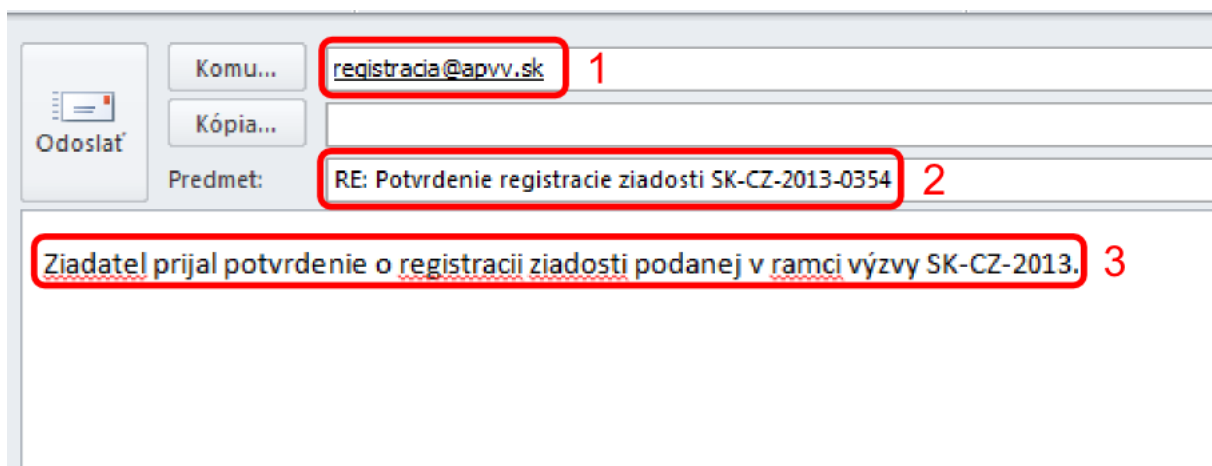 Komu...
registracia@apvv.sk 1
Kópia...
Odoslať
Predmet:
RE: Potvrdenie registracie ziadosti SK-CZ-2013-0354 2
Ziadatel prijal potvrdenie o registracii ziadosti podanej v ramci výzvy SK-CZ-2013. 3